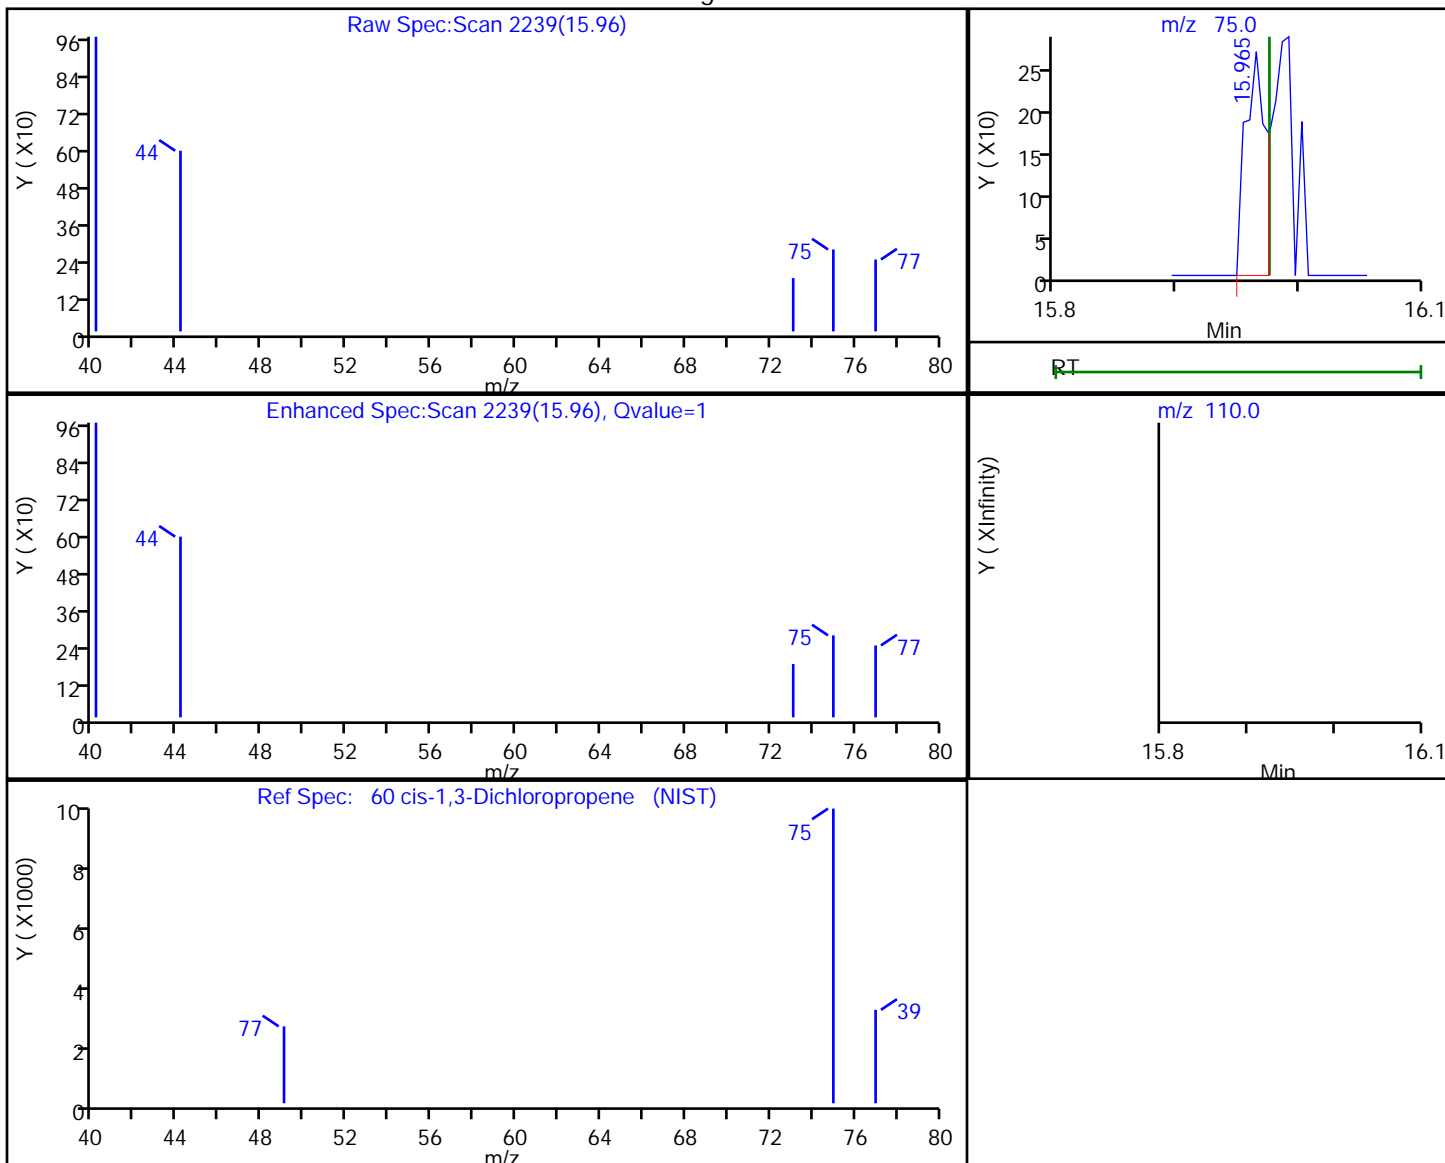 Raw Spec:Scan 2239(15.96)
96
84
72
60
48
36
24
12
0
Y ( X10)
44
75
77
40 44 48 52 56 60 64 68 72 76 80
m/z
m/z 75.0
25
20
15
10
5
0
Y ( X10)
15.965
15.8 16.1
Min
RT
Enhanced Spec:Scan 2239(15.96), Qvalue=1
96
84
72
60
48
36
24
12
0
Y ( X10)
44
75
77
40 44 48 52 56 60 64 68 72 76 80
m/z
m/z 110.0
Y ( XInfinity)
15.8 16.1
Min
Ref Spec: 60 cis-1,3-Dichloropropene (NIST)
10
8
6
4
2
0
Y ( X1000)
77
75
39
40 44 48 52 56 60 64 68 72 76 80
m/z